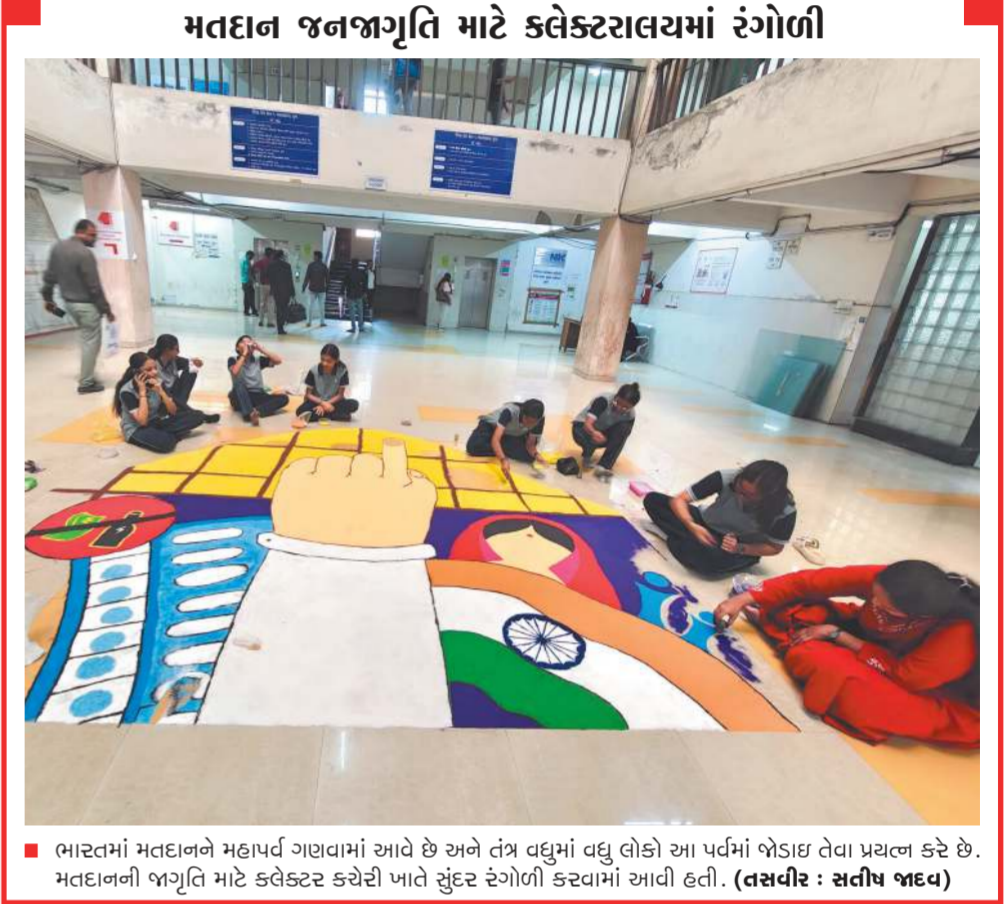 મતદાન જનજાગૃતિ માટે કલેક્ટરાલયમાં રંગોળી
NIC
ભારતમાં મતદાનને મહાપર્વ ગણવામાં આવે છે અને તંત્ર વધુમાં વધુ લોકો આ પર્વમાં જોડાઇ તેવા પ્રયત્ન કરે છે.
મતદાનની જાગૃતિ માટે કલેક્ટર કચેરી ખાતે સુંદર રંગોળી કરવામાં આવી હતી. (તસવીર : સતીષ જાદવ)